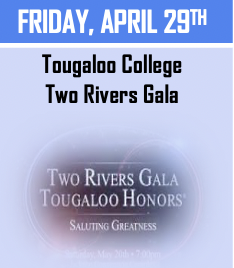 FRIDAY, APRIL 29TH
Tougaloo College
Two Rivers Gala
TWO RIVERS GALA
TOUGALOO HONORS
SALUTING GREATNESS